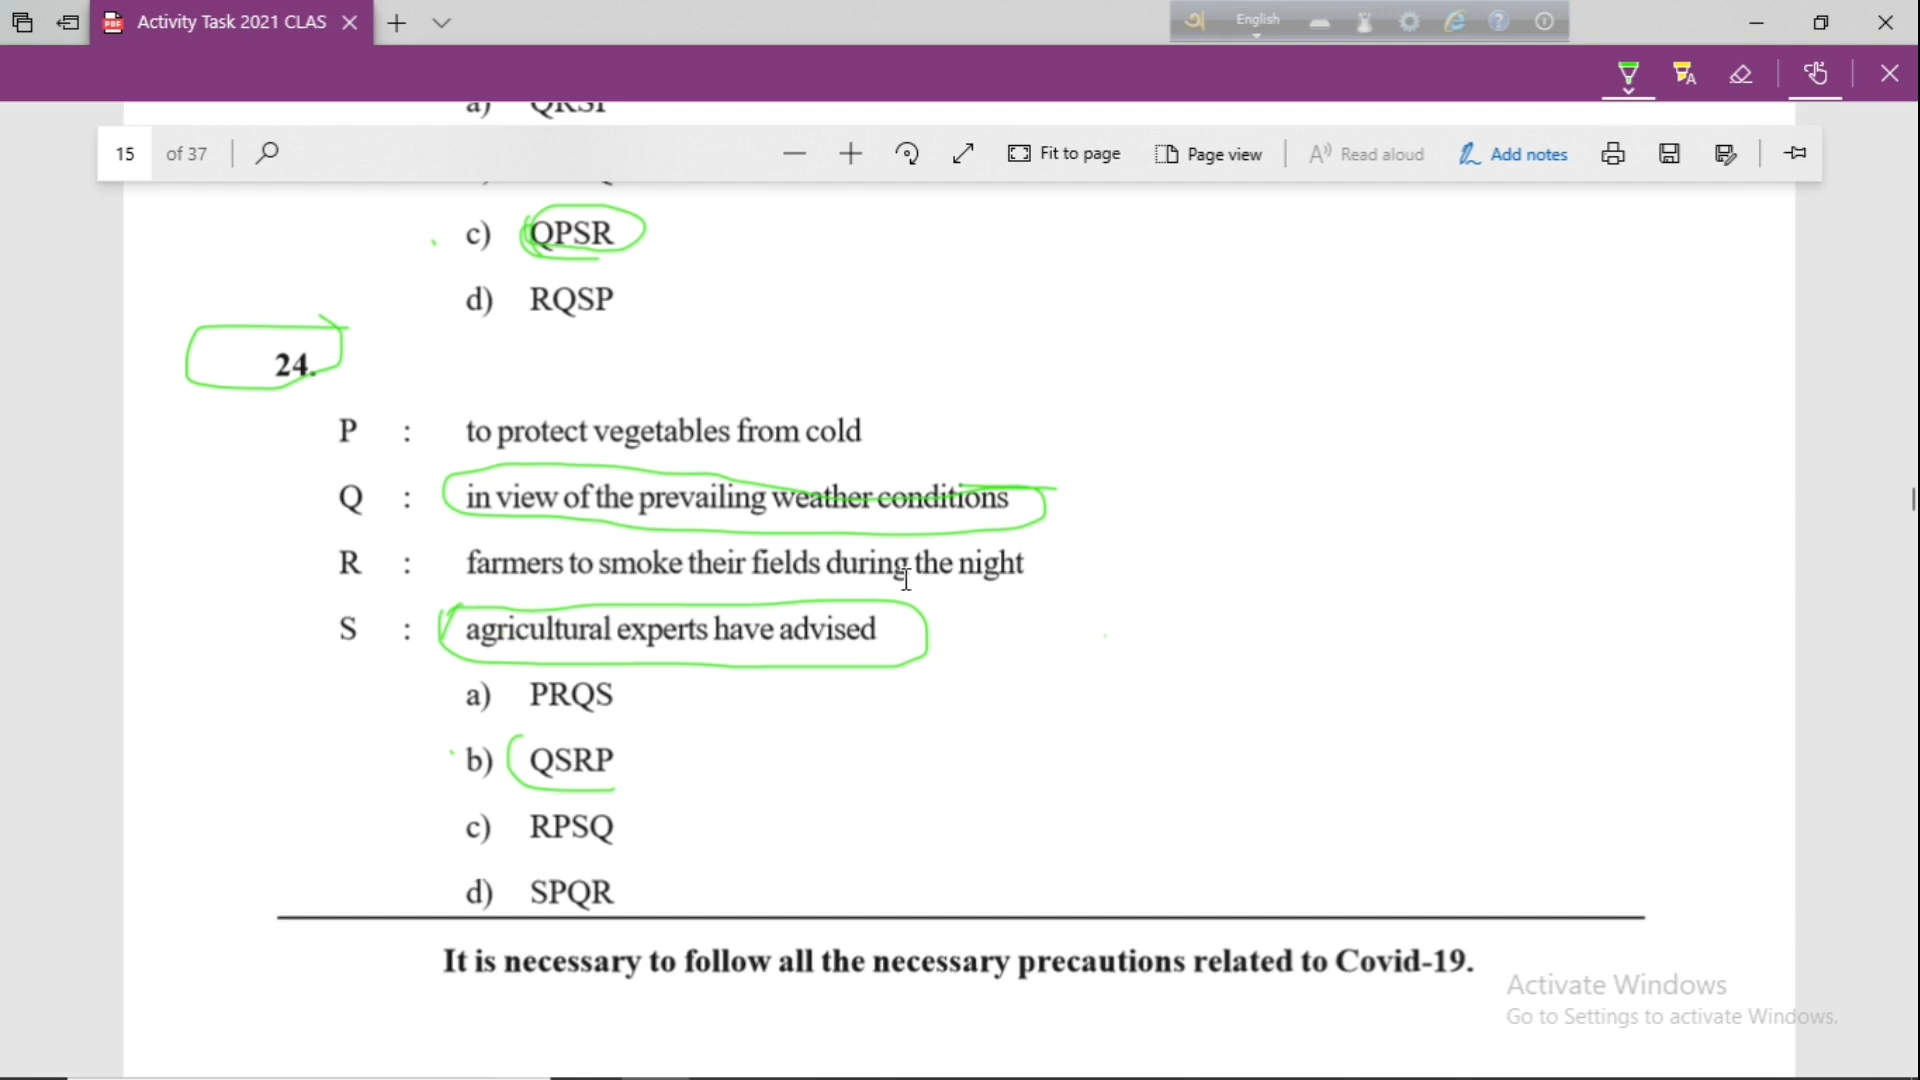 Activity Task 2021 CLAS
English
a) QRSP
15 of 37
Fit to page
Page view
Read aloud
Add notes
c) QPSR
d) RQSP
24.
P : to protect vegetables from cold
Q : in view of the prevailing weather conditions
R : farmers to smoke their fields during the night
S : agricultural experts have advised
a) PRQS
b) QSRP
c) RPSQ
d) SPQR
It is necessary to follow all the necessary precautions related to Covid-19.
Activate Windows
Go to Settings to activate Windows.